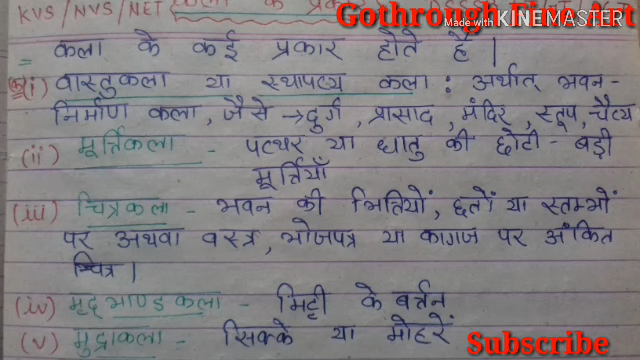 KVS/NVS/NET कला के प्रकार
Gothrough Fine Art
Made with KINEMASTER
= कला के कई प्रकार होते हैं |
(i) वास्तुकला या स्थापत्य कला : अर्थात् भवन-
निर्माण कला, जैसे → दुर्ग, प्रासाद, मंदिर, स्तूप, चैत्य
(ii) मूर्तिकला - पत्थर या धातु की छोटी - बड़ी
मूर्तियाँ
(iii) चित्रकला - भवन की भित्तियों, छतों या स्तम्भों
पर अथवा वस्त्र, भोजपत्र या कागज पर अंकित
चित्र |
(iv) मृद्भाण्ड कला - मिट्टी के बर्तन
(v) मुद्राकला - सिक्के या मोहरें
Subscribe